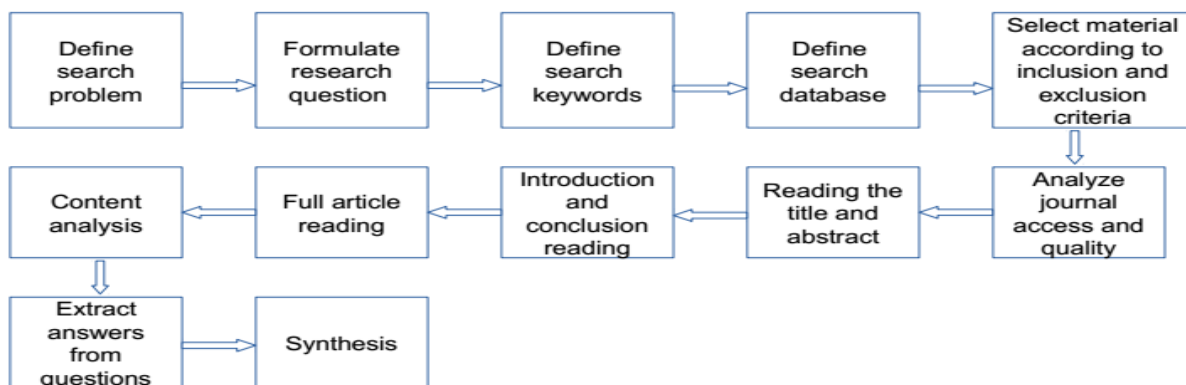 Define
search
problem
Formulate
research
question
Define
search
keywords
Define
search
database
Select material
according to
inclusion and
exclusion
criteria
Analyze
journal
access and
quality
Reading the
title and
abstract
Introduction
and
conclusion
reading
Full article
reading
Content
analysis
Extract
answers
from
questions
Synthesis